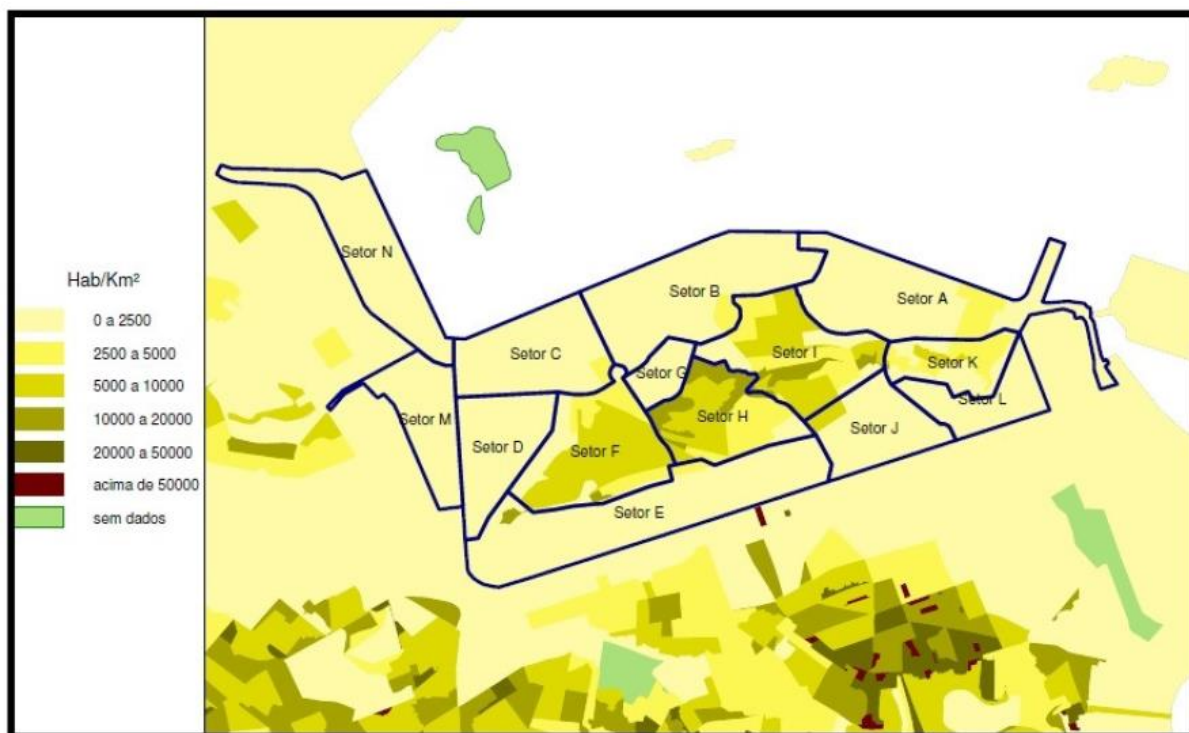 Hab/Km²
0 a 2500
2500 a 5000
5000 a 10000
10000 a 20000
20000 a 50000
acima de 50000
sem dados
Setor N
Setor B
Setor A
Setor C
Setor G
Setor I
Setor K
Setor L
Setor M
Setor H
Setor J
Setor D
Setor F
Setor E